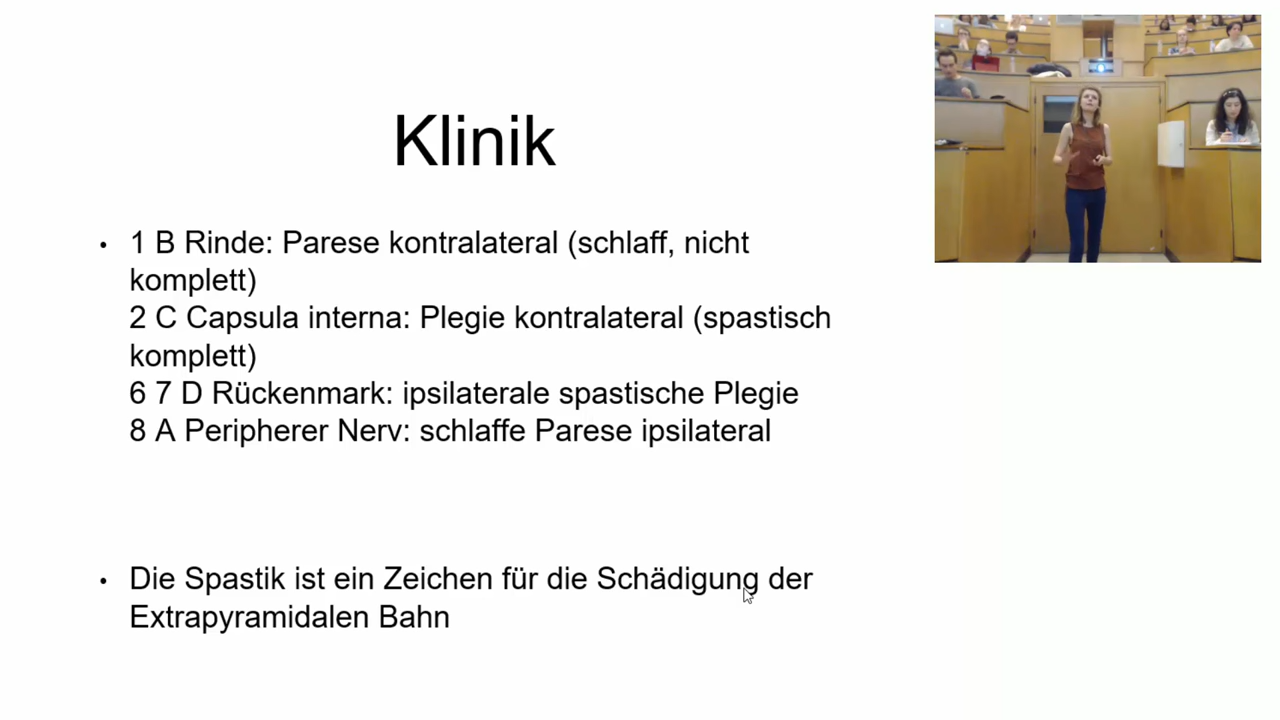 Klinik
• 1 B Rinde: Parese kontralateral (schlaff, nicht
komplett)
2 C Capsula interna: Plegie kontralateral (spastisch
komplett)
6 7 D Rückenmark: ipsilaterale spastische Plegie
8 A Peripherer Nerv: schlaffe Parese ipsilateral
• Die Spastik ist ein Zeichen für die Schädigung der
Extrapyramidalen Bahn